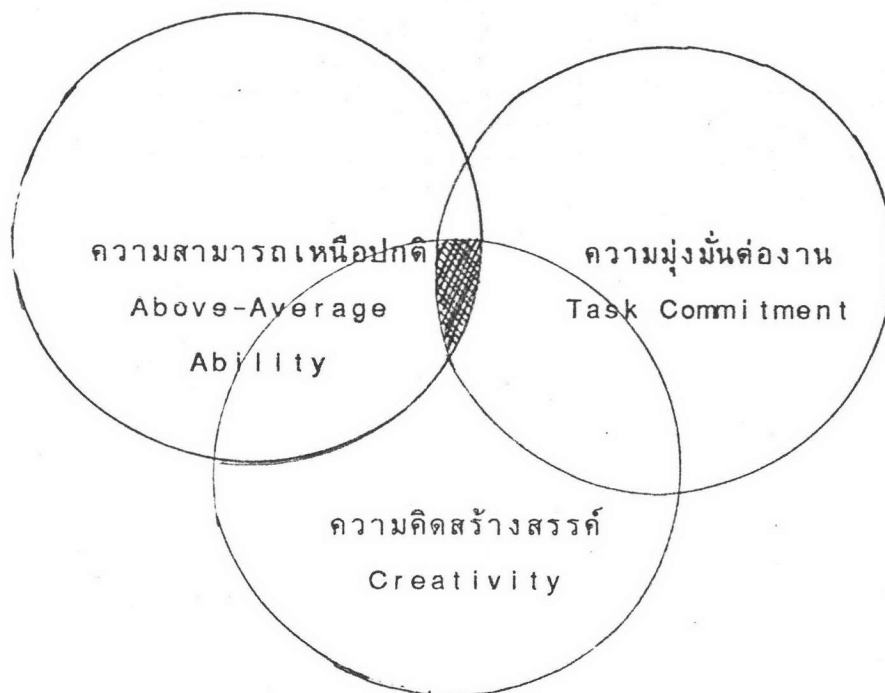 ความสามารถเหนือปกติ
Above-Average
Ability
ความมุ่งมั่นต่องาน
Task Commitment
ความคิดสร้างสรรค์
Creativity